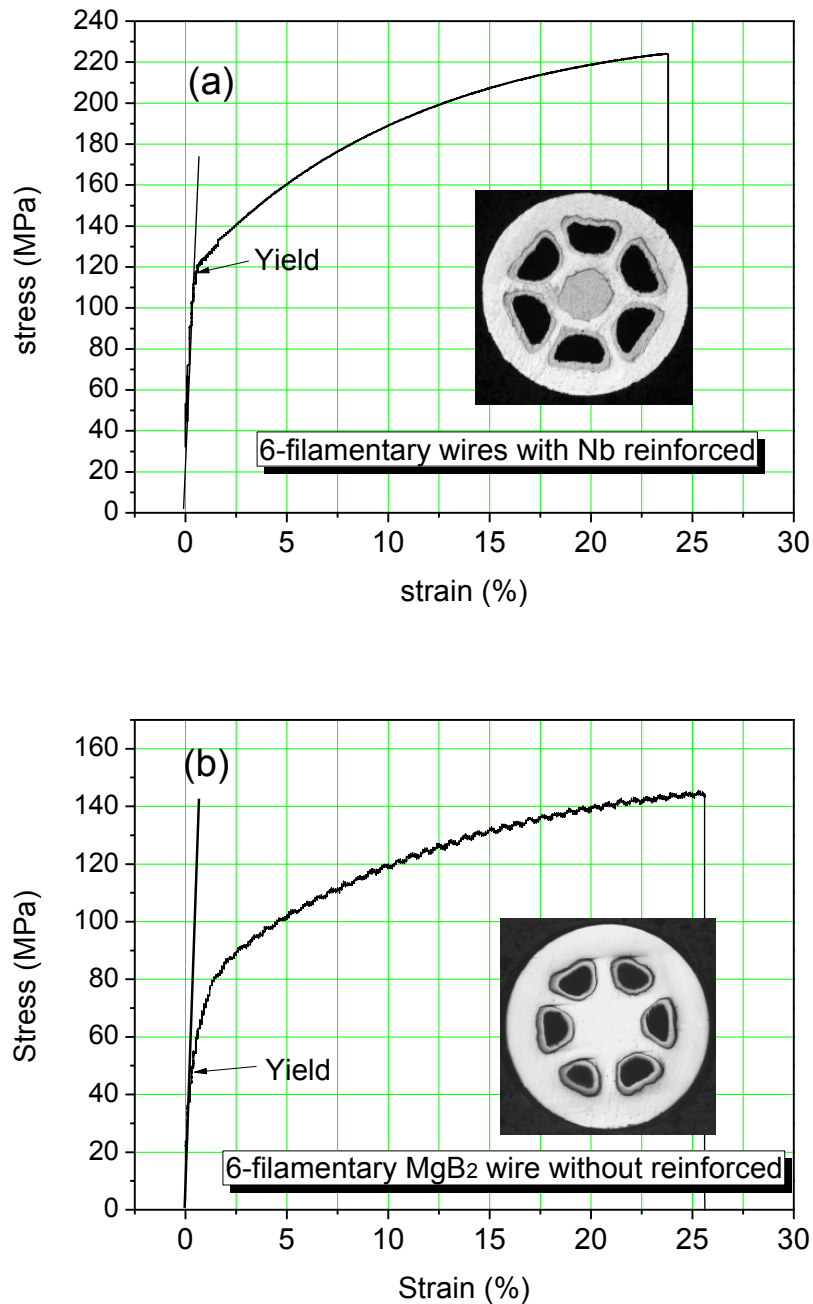 240
220
200
180
160
140
120
100
80
60
40
20
0
stress (MPa)
(a)
Yield
6-filamentary wires with Nb reinforced
0 5 10 15 20 25 30
strain (%)
160
140
120
100
80
60
40
20
0
Stress (MPa)
(b)
Yield
6-filamentary MgB2 wire without reinforced
0 5 10 15 20 25 30
Strain (%)